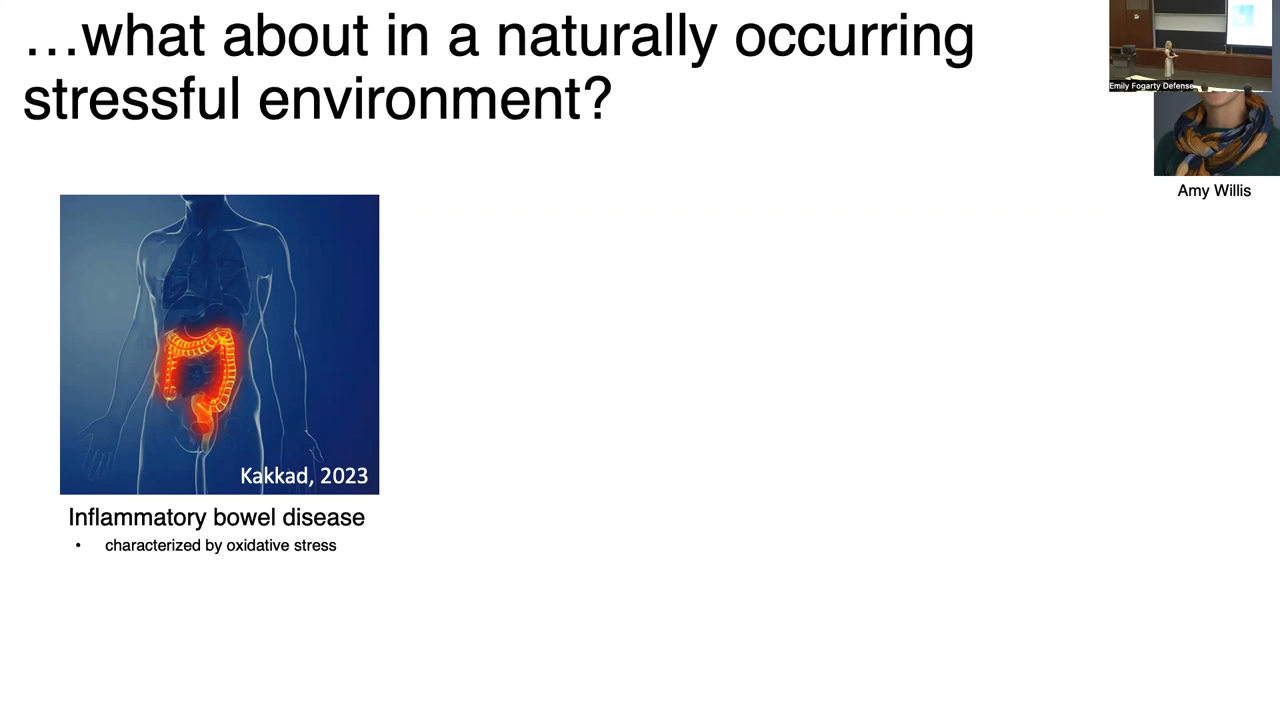 …what about in a naturally occurring
stressful environment?
Emily Fogarty Defense
Amy Willis
Kakkad, 2023
Inflammatory bowel disease
• characterized by oxidative stress